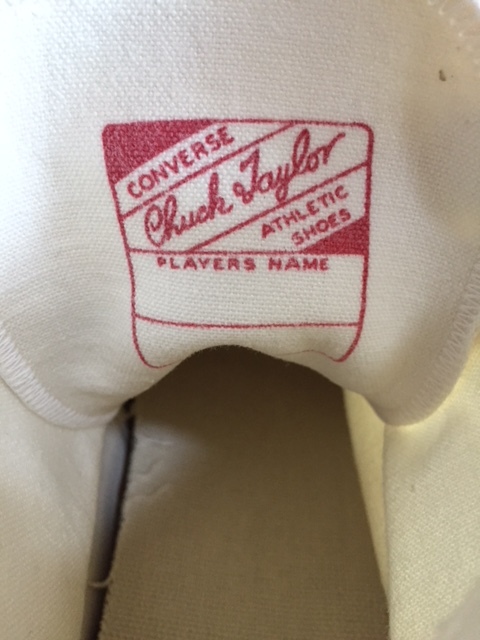 CONVERSE
Chuck Taylor
ATHLETIC
SHOES
PLAYERS NAME